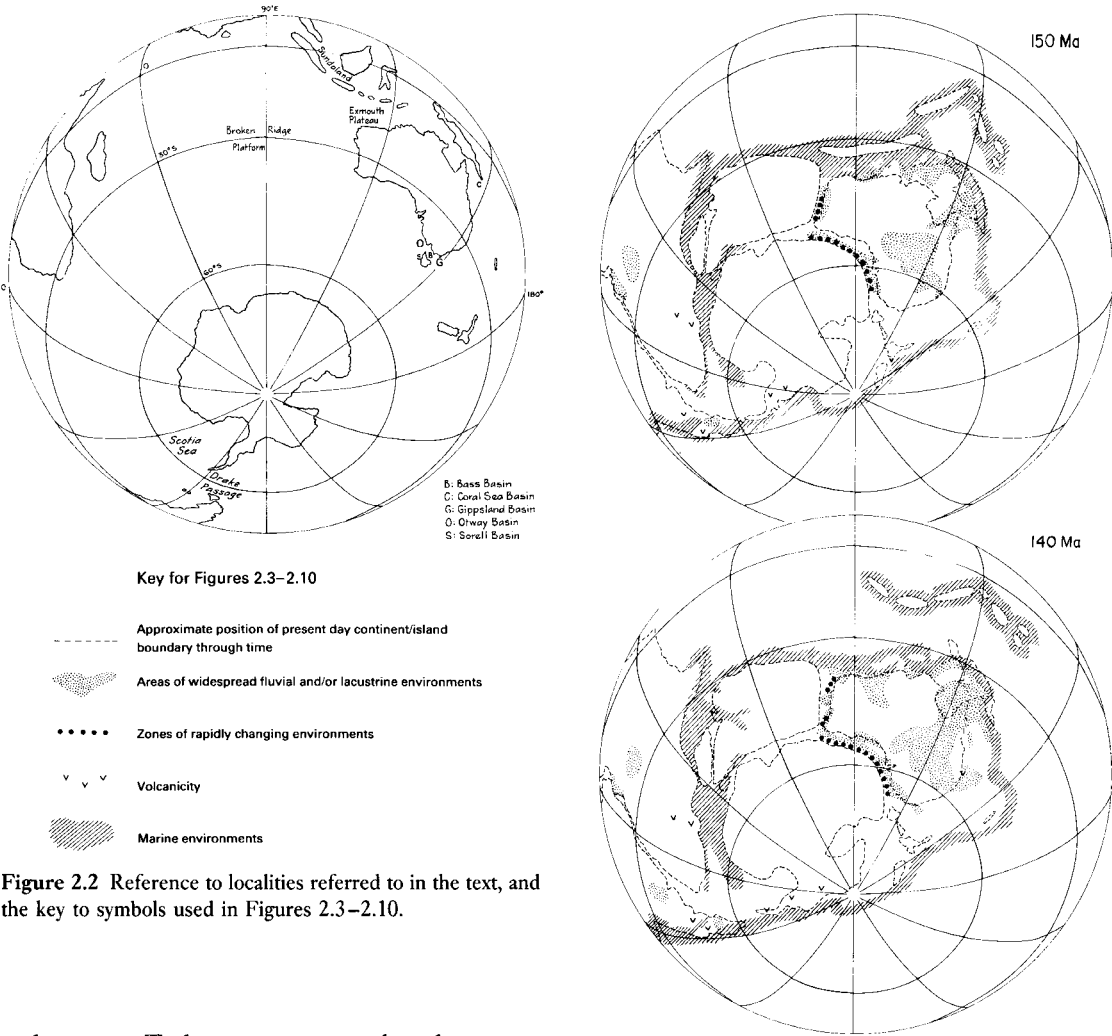 90°E
Sundaland
Exmouth
Plateau
Broken Ridge
Platform
30°S
C
O
S
B
G
60°S
0
180°
Scotia
Sea
Drake
Passage
B: Bass Basin
C: Coral Sea Basin
G: Gippsland Basin
O: Otway Basin
S: Sorell Basin
Key for Figures 2.3–2.10
Approximate position of present day continent/island
boundary through time
Areas of widespread fluvial and/or lacustrine environments
Zones of rapidly changing environments
Volcanicity
Marine environments
Figure 2.2 Reference to localities referred to in the text, and
the key to symbols used in Figures 2.3–2.10.
150 Ma
140 Ma